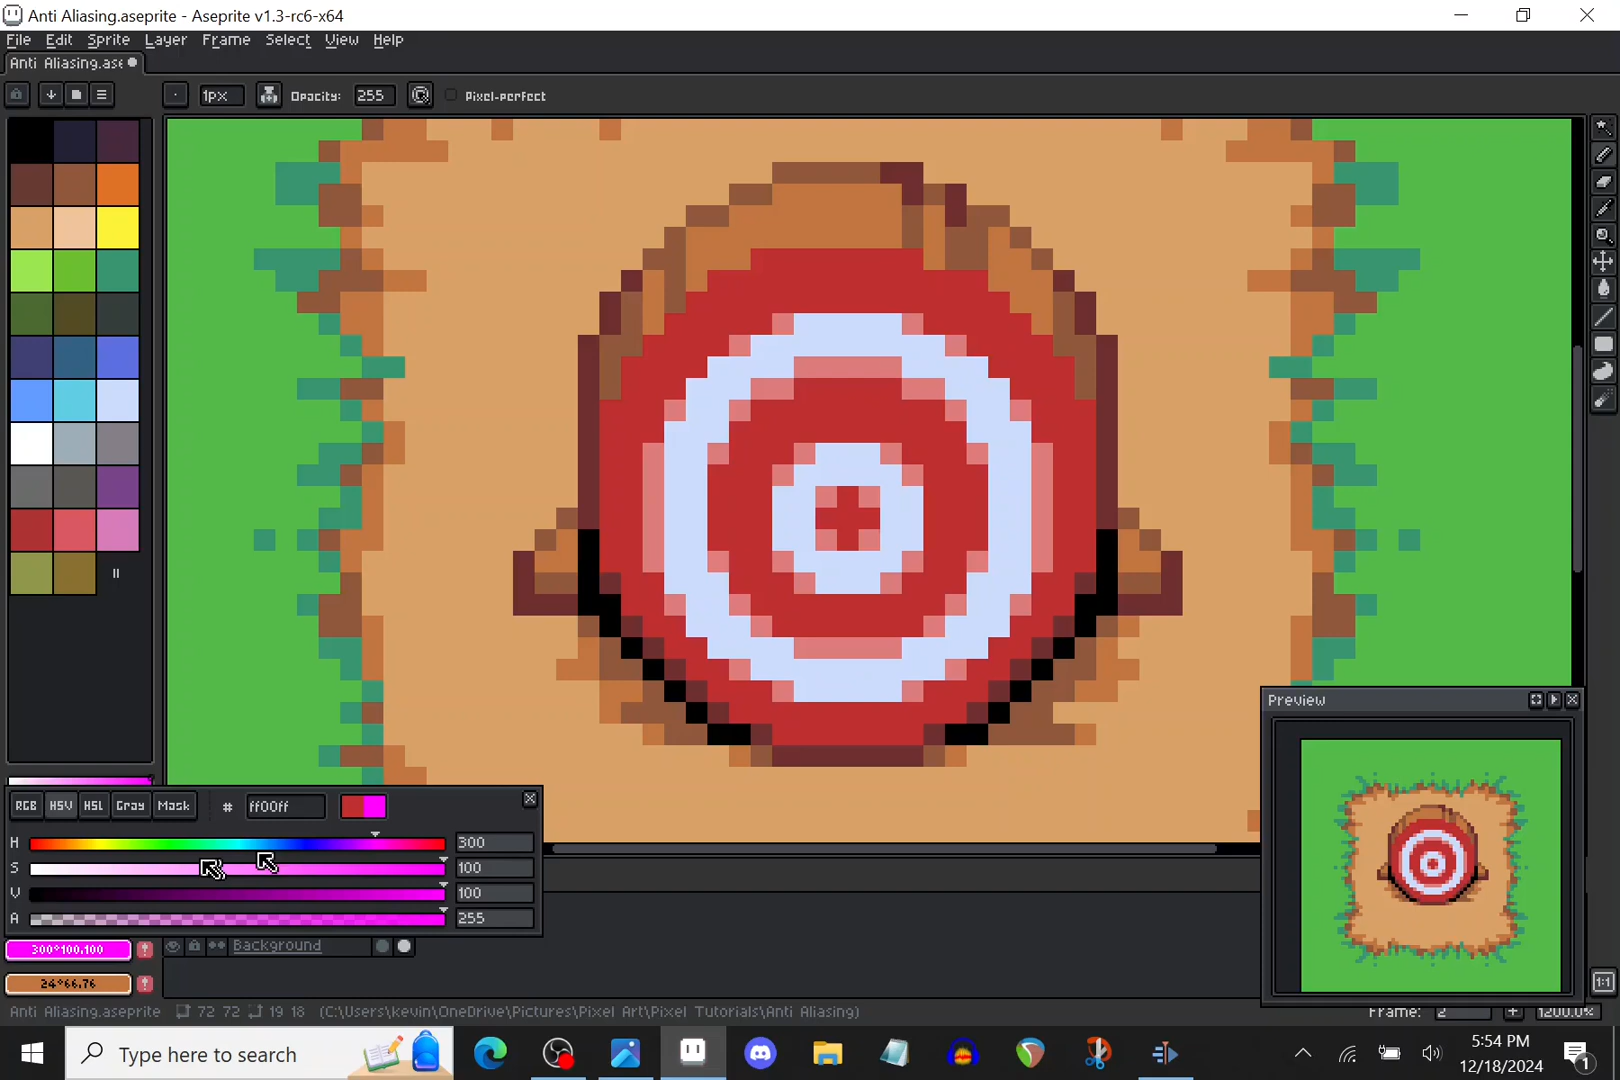 Anti Aliasing.aseprite - Aseprite v1.3-rc6-x64
File Edit Sprite Layer Frame Select View Help
Anti Aliasing.ase
1px Opacity: 255 Pixel-perfect
Preview
RGB HSV HSL Gray Mask # ff00ff
H 300
S 100
V 100
A 255
300°100,100 Background
24°66,76
Anti Aliasing.aseprite 72 72 19 18 (C:\Users\kevin\OneDrive\Pictures\Pixel Art\Pixel Tutorials\Anti Aliasing) Frame: 2 + 1200.0%
1:1
Type here to search
5:54 PM
12/18/2024
1